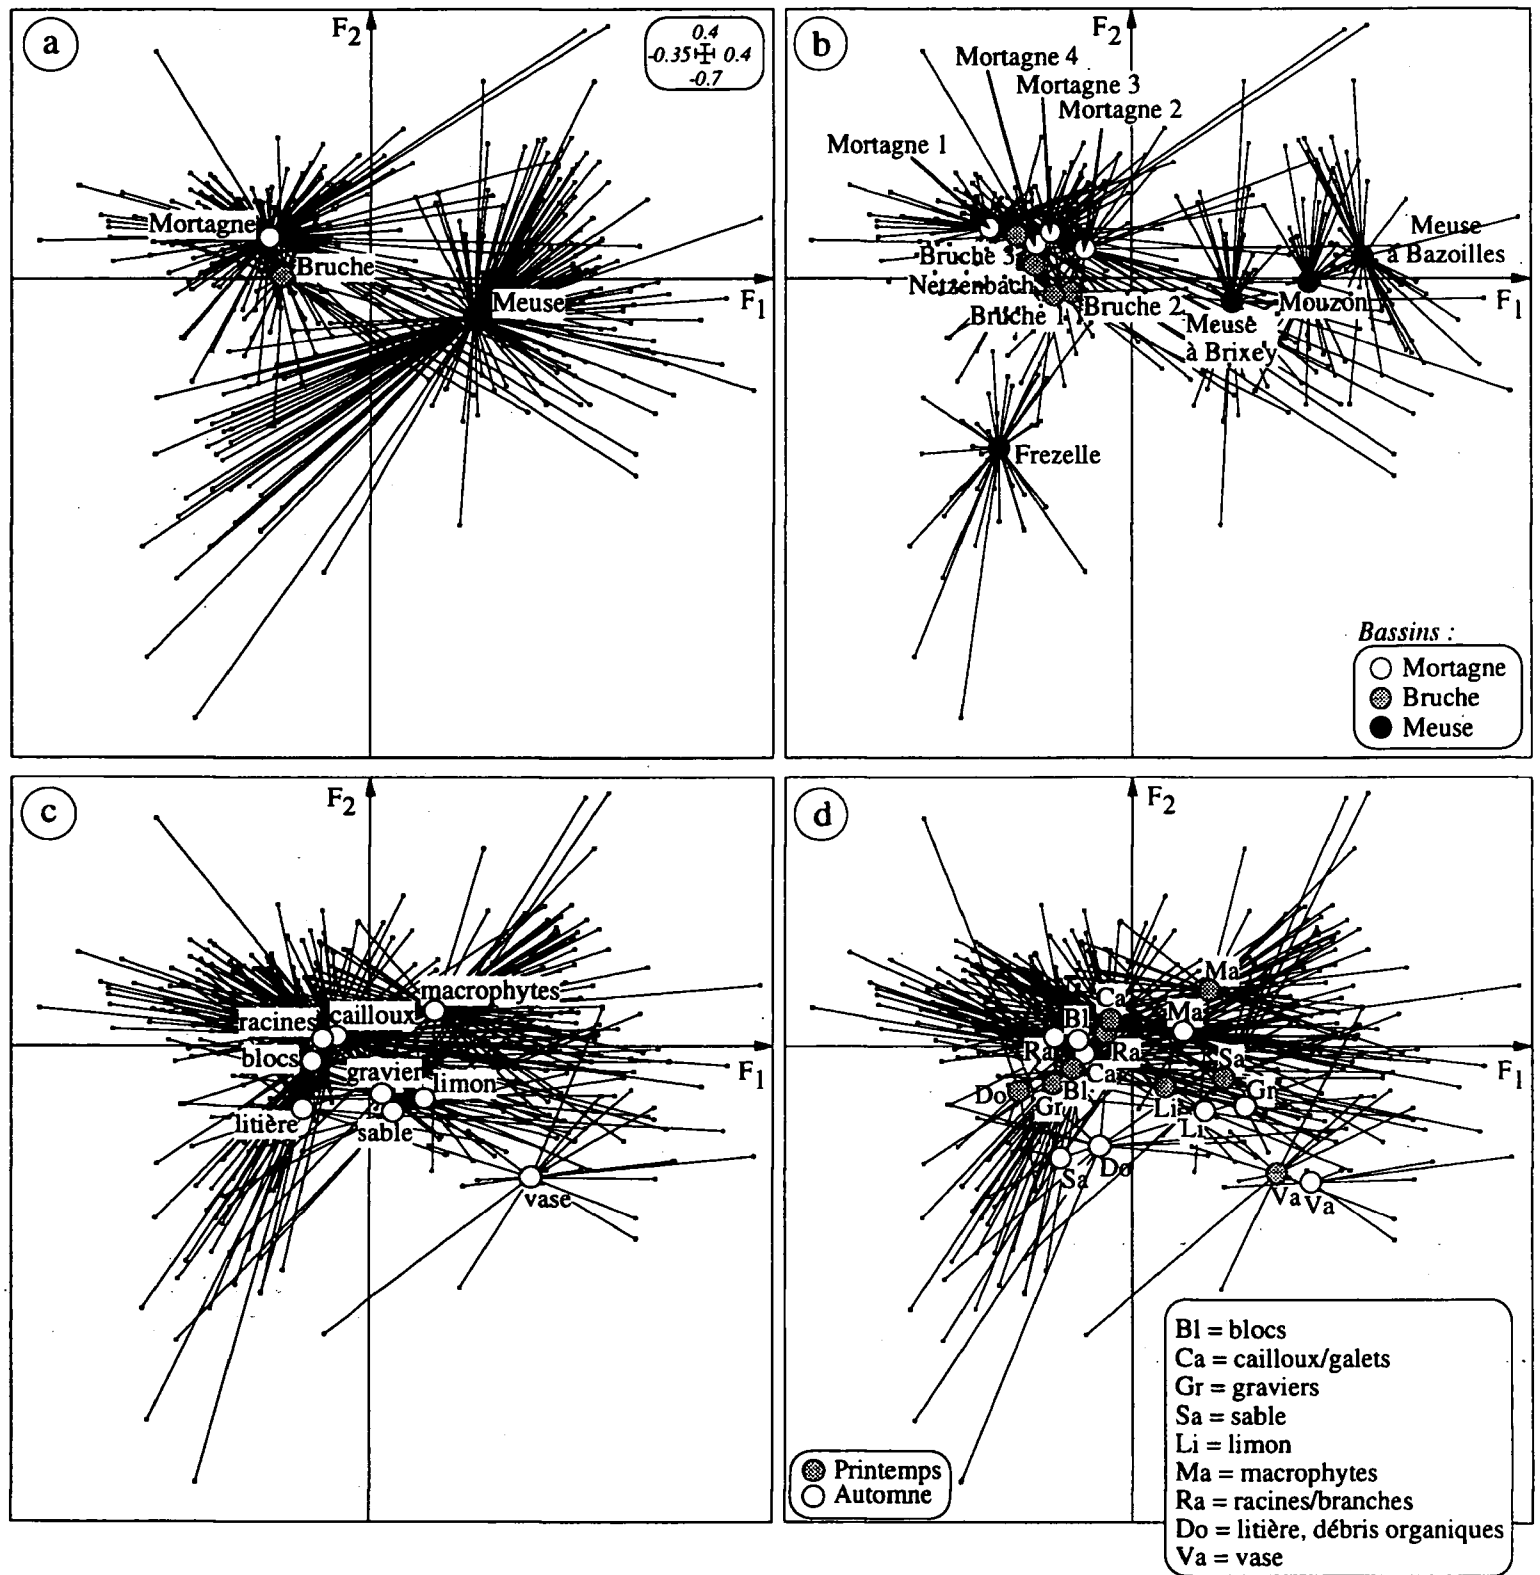 a
F2
0.4
-0.35 0.4
-0.7
Mortagne
Bruche
Meuse
F1
b
F2
Mortagne 4
Mortagne 3
Mortagne 2
Mortagne 1
Meuse
à Bazoilles
Bruche 3
Netzenbach
Bruche 1
Bruche 2
Mouzon
F1
Meuse
à Brixey
Frezelle
Bassins :
Mortagne
Bruche
Meuse
c
F2
macrophytes
racines
cailloux
blocs
gravier
limon
F1
litière
sable
vase
d
F2
Ma
Ca
Bl
Ma
Ra
Ra
Sa
F1
Ca
Do
Bl
Gr
Li
Gr
Li
Sa
Do
Va
Va
Printemps
Automne
Bl = blocs
Ca = cailloux/galets
Gr = graviers
Sa = sable
Li = limon
Ma = macrophytes
Ra = racines/branches
Do = litière, débris organiques
Va = vase